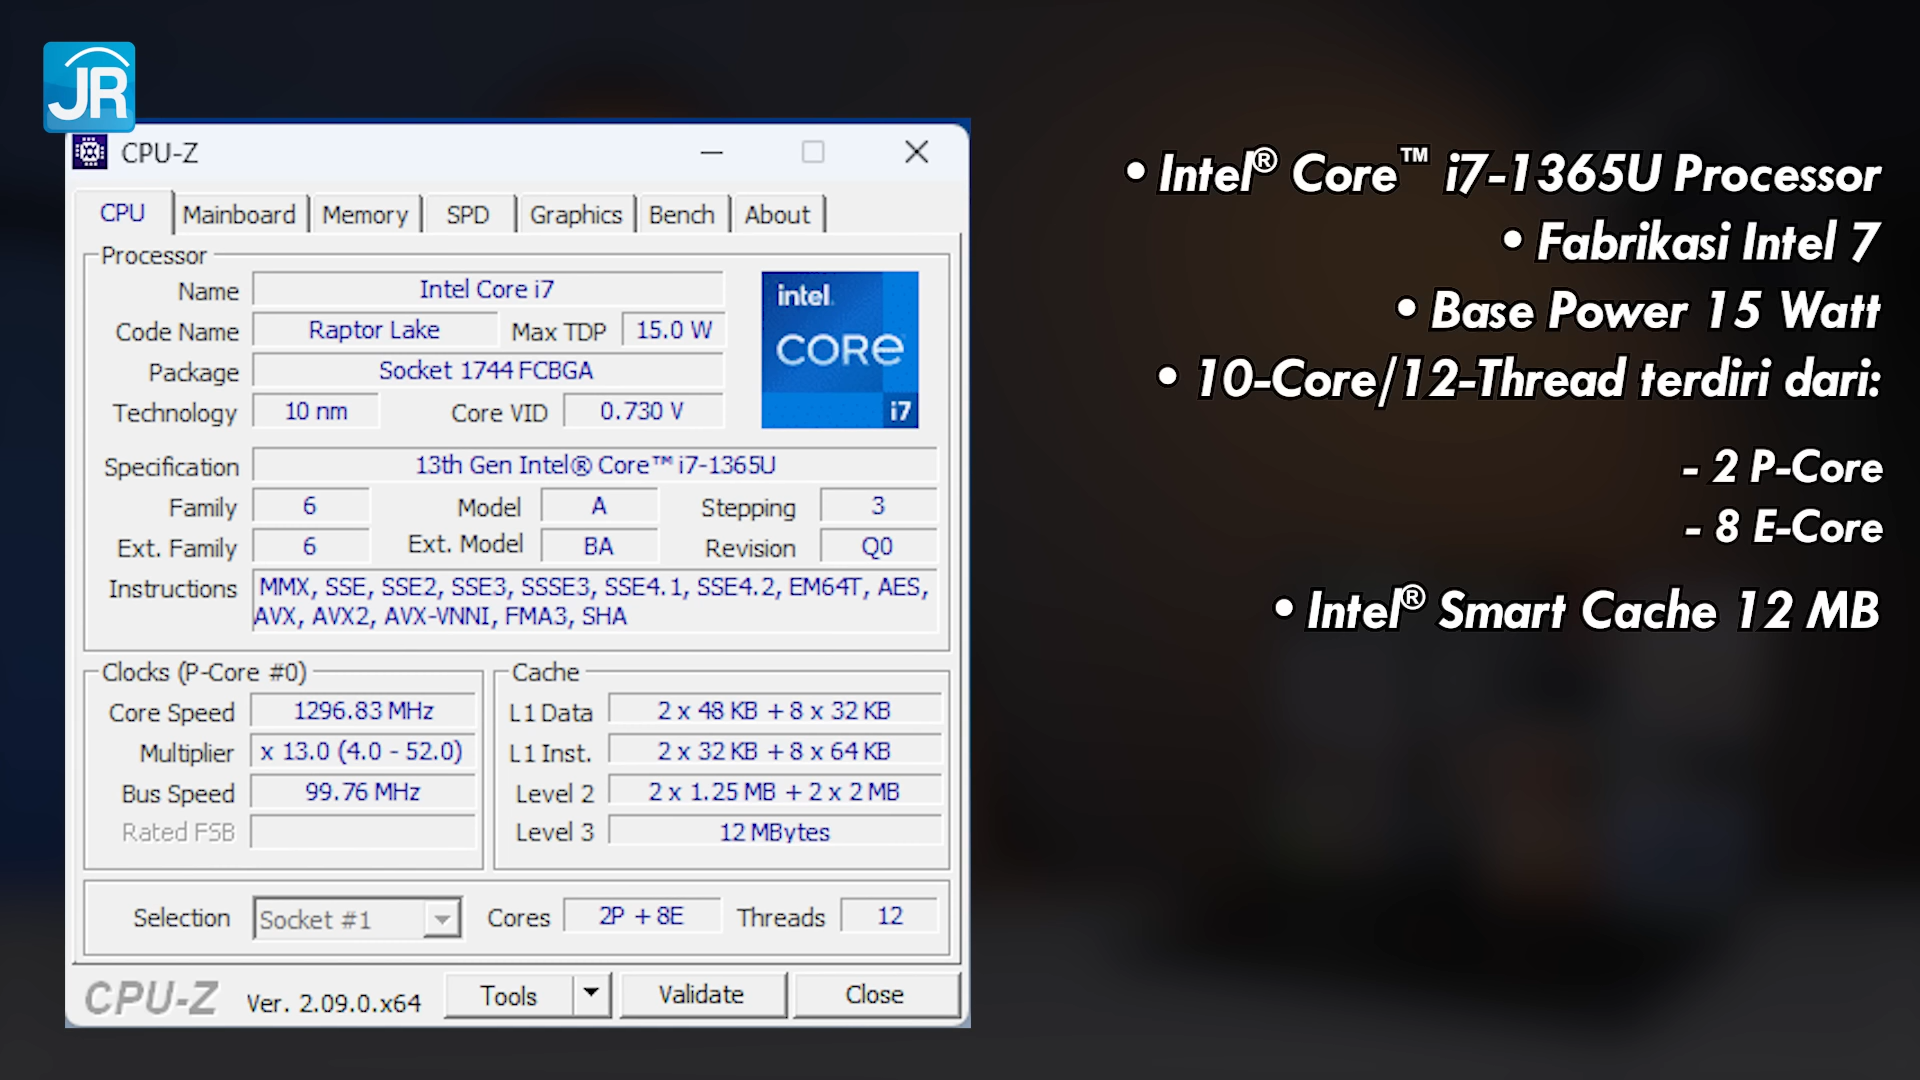 JR
CPU-Z
CPU Mainboard Memory SPD Graphics Bench About
Processor
Name Intel Core i7
Code Name Raptor Lake Max TDP 15.0 W
Package Socket 1744 FCBGA
Technology 10 nm Core VID 0.730 V
intel.
CORE
i7
Specification 13th Gen Intel® Core™ i7-1365U
Family 6 Model A Stepping 3
Ext. Family 6 Ext. Model BA Revision Q0
Instructions MMX, SSE, SSE2, SSE3, SSSE3, SSE4.1, SSE4.2, EM64T, AES,
AVX, AVX2, AVX-VNNI, FMA3, SHA
Clocks (P-Core #0)
Core Speed 1296.83 MHz
Multiplier x 13.0 (4.0 - 52.0)
Bus Speed 99.76 MHz
Rated FSB
Cache
L1 Data 2 x 48 KB + 8 x 32 KB
L1 Inst. 2 x 32 KB + 8 x 64 KB
Level 2 2 x 1.25 MB + 2 x 2 MB
Level 3 12 MBytes
Selection Socket #1 Cores 2P + 8E Threads 12
CPU-Z Ver. 2.09.0.x64 Tools Validate Close
• Intel® Core™ i7-1365U Processor
• Fabrikasi Intel 7
• Base Power 15 Watt
• 10-Core/12-Thread terdiri dari:
- 2 P-Core
- 8 E-Core
• Intel® Smart Cache 12 MB